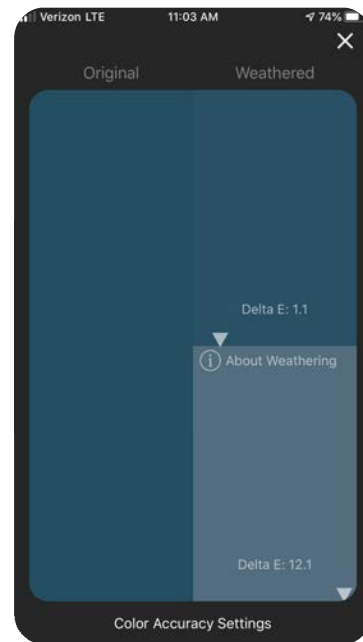 Verizon LTE 11:03 AM 74%
Original Weathered
Delta E: 1.1
About Weathering
Delta E: 12.1
Color Accuracy Settings